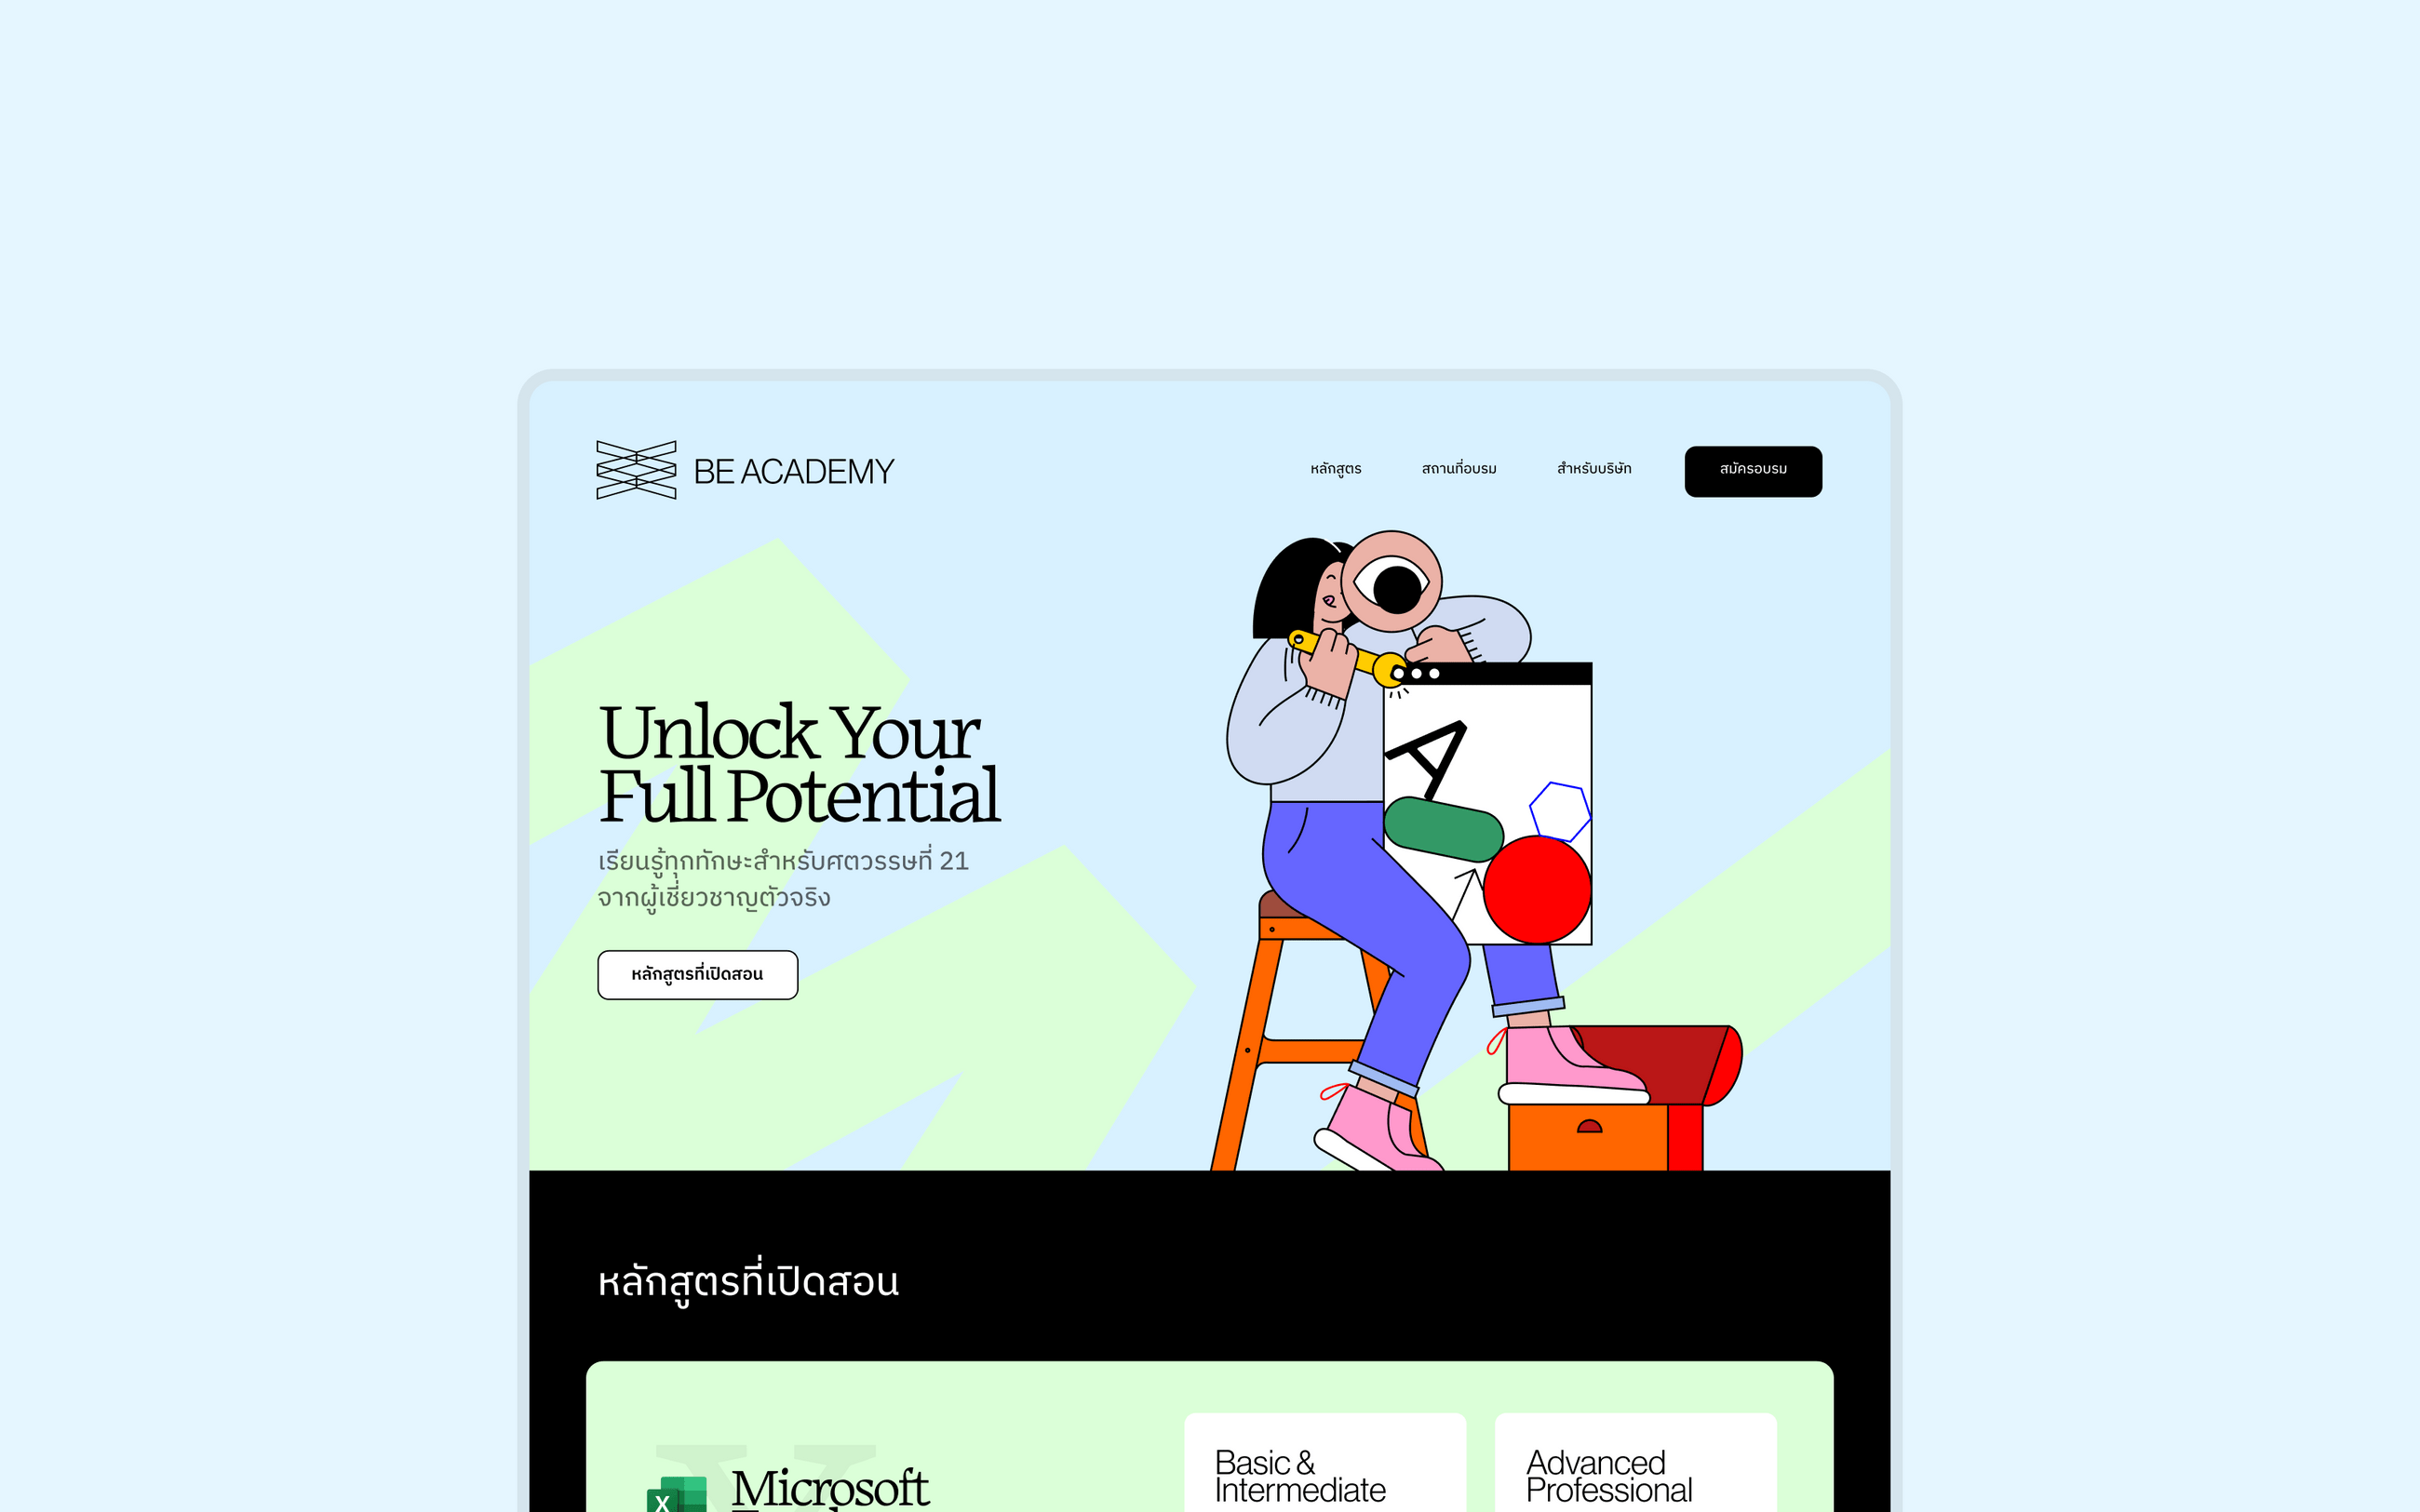 BE ACADEMY
หลักสูตร
สถานที่อบรม
สำหรับบริษัท
สมัครอบรม
A
Unlock Your
Full Potential
เรียนรู้ทุกทักษะสำหรับศตวรรษที่ 21
จากผู้เชี่ยวชาญตัวจริง
หลักสูตรที่เปิดสอน
หลักสูตรที่เปิดสอน
X
Microsoft
Basic &
Intermediate
Advanced
Professional